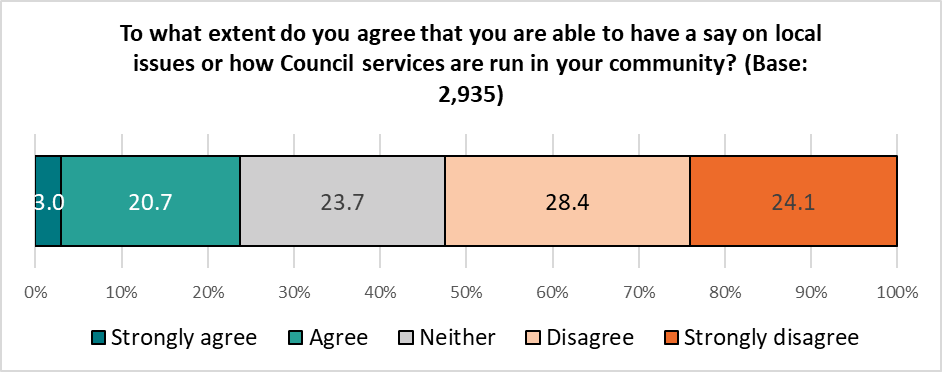 To what extent do you agree that you are able to have a say on local
issues or how Council services are run in your community? (Base:
2,935)
3.0 20.7 23.7 28.4 24.1
0% 10% 20% 30% 40% 50% 60% 70% 80% 90% 100%
Strongly agree Agree Neither Disagree Strongly disagree